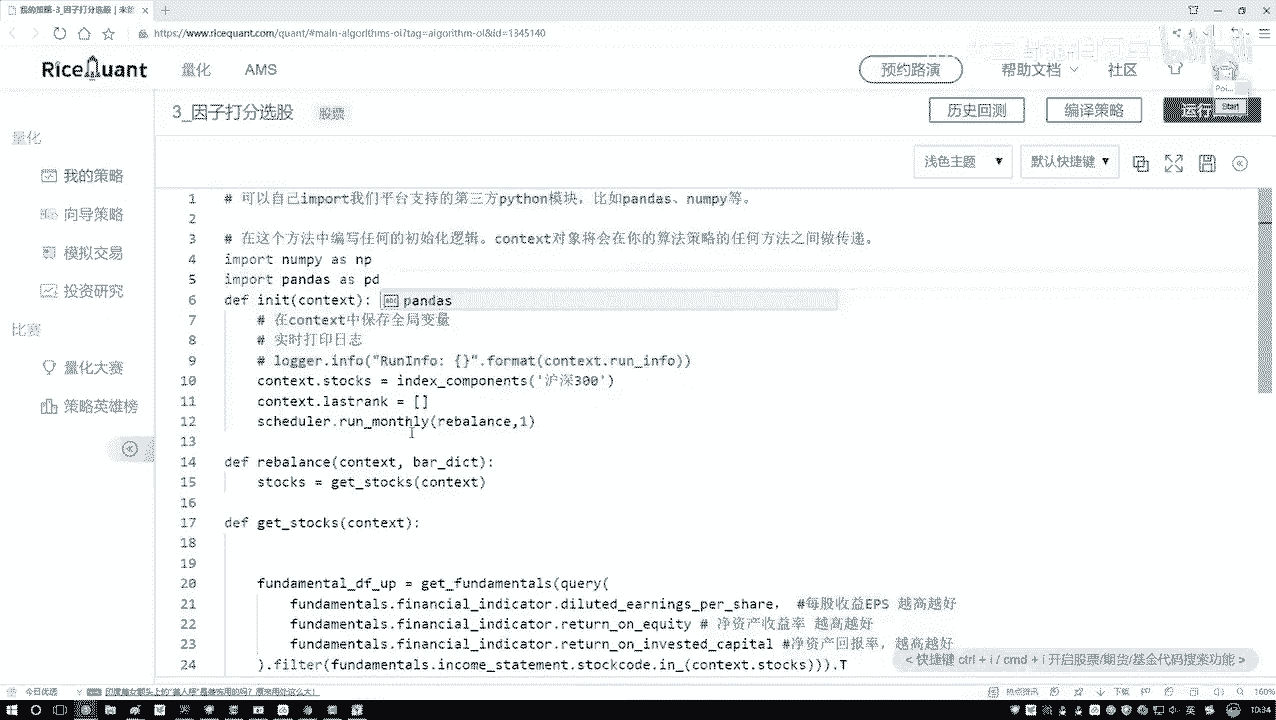 我的策略-3_因子打分选股 | 米筐
https://www.ricequant.com/quant/#main-algorithms-ol?tag=algorithm-ol&id=1345140
RiceQuant 量化 AMS 预约路演 帮助文档 社区
3_因子打分选股 股票 历史回测 编译策略
Start
浅色主题 默认快捷键
量化
我的策略
向导策略
模拟交易
投资研究
比赛
量化大赛
策略英雄榜
1 # 可以自己import我们平台支持的第三方python模块，比如pandas、numpy等。
2
3 # 在这个方法中编写任何的初始化逻辑。context对象将会在你的算法策略的任何方法之间做传递。
4 import numpy as np
5 import pandas as pd
6 def init(context): pandas
7 # 在context中保存全局变量
8 # 实时打印日志
9 # logger.info("RunInfo: {}".format(context.run_info))
10 context.stocks = index_components('沪深300')
11 context.lastrank = []
12 scheduler.run_monthly(rebalance,1)
13
14 def rebalance(context, bar_dict):
15 stocks = get_stocks(context)
16
17 def get_stocks(context):
18
19
20 fundamental_df_up = get_fundamentals(query(
21 fundamentals.financial_indicator.diluted_earnings_per_share， #每股收益EPS 越高越好
22 fundamentals.financial_indicator.return_on_equity # 净资产收益率 越高越好
23 fundamentals.financial_indicator.return_on_invested_capital #净资产回报率，越高越好
24 ).filter(fundamentals.income_statement.stockcode.in_(context.stocks))).T
< 快捷键 ctrl + i / cmd + i 开启股票/期货/基金代码搜索功能 >
今日优选
下载
160%
英
10:34